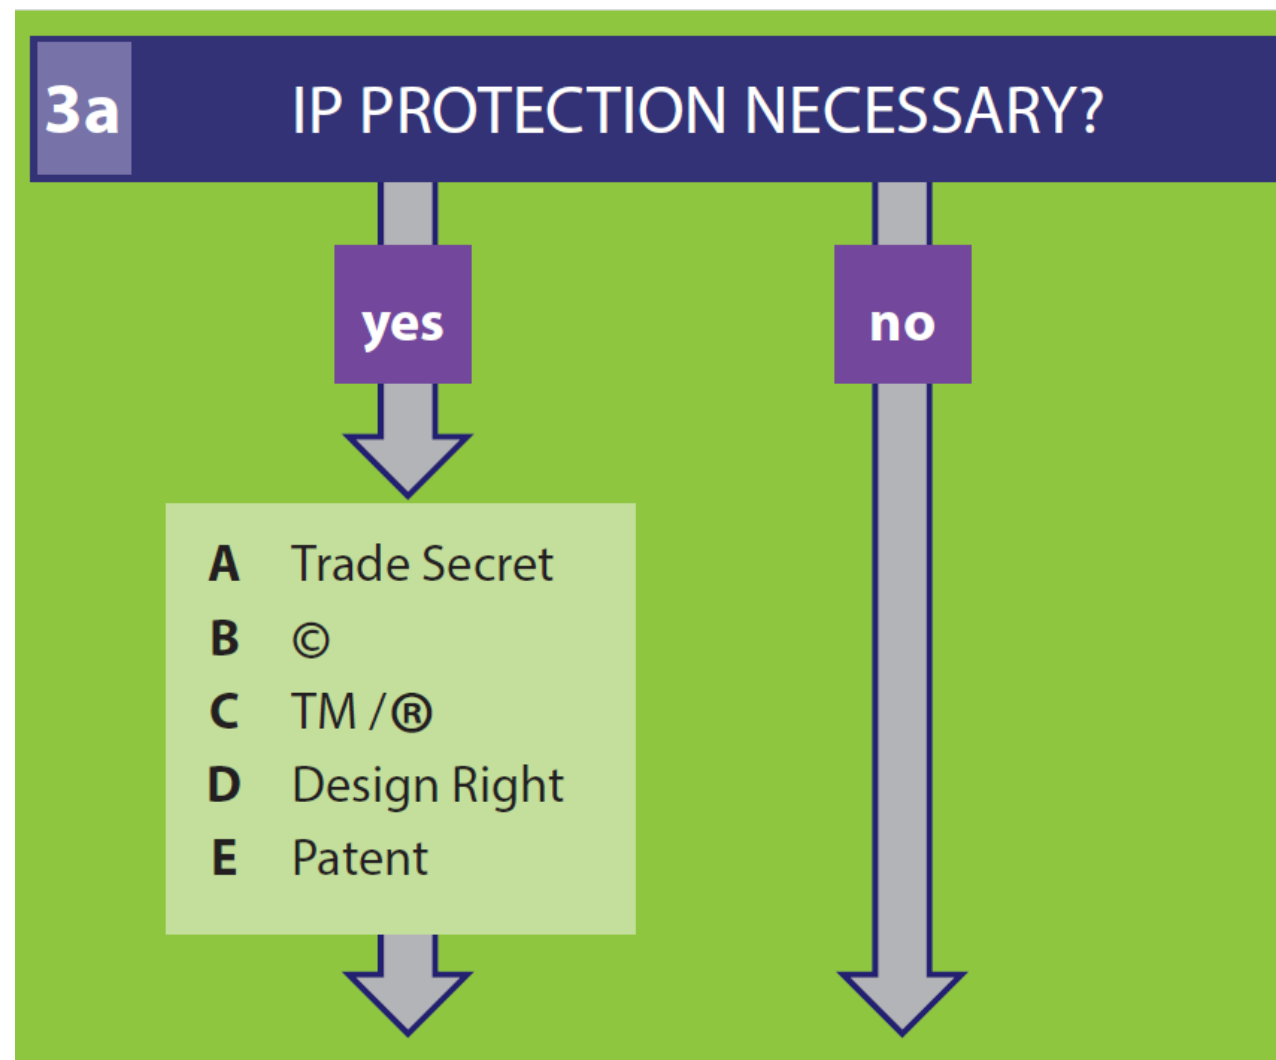 3a IP PROTECTION NECESSARY?
yes no
A Trade Secret
B ©
C TM / ®
D Design Right
E Patent